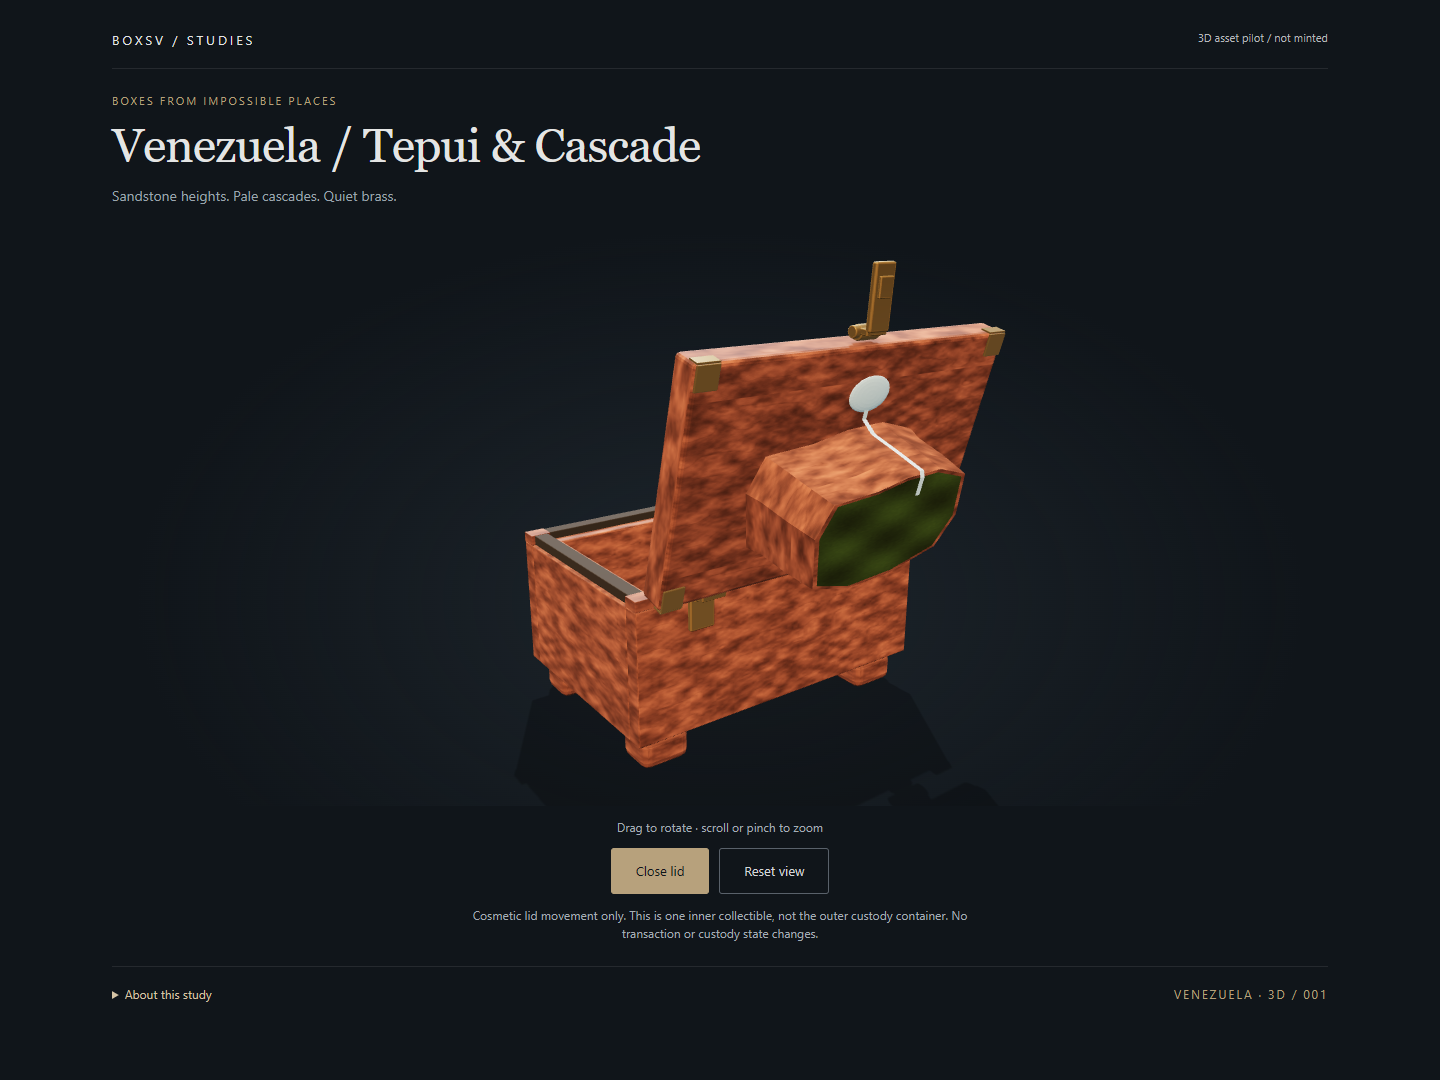 BOXSV / STUDIES
3D asset pilot / not minted
BOXES FROM IMPOSSIBLE PLACES
Venezuela / Tepui & Cascade
Sandstone heights. Pale cascades. Quiet brass.
Drag to rotate · scroll or pinch to zoom
Close lid
Reset view
Cosmetic lid movement only. This is one inner collectible, not the outer custody container. No
transaction or custody state changes.
About this study
VENEZUELA · 3D / 001